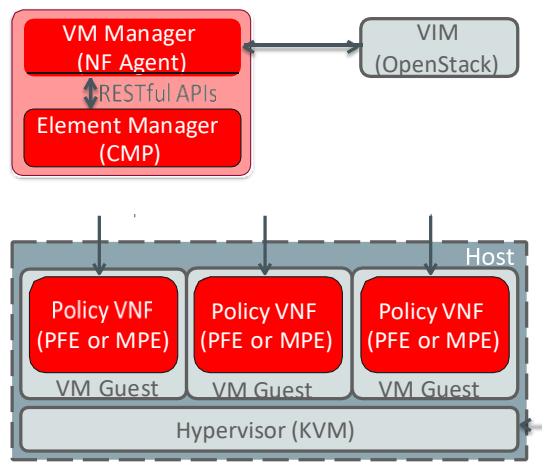 VM Manager
(NF Agent)
VIM
(OpenStack)
RESTful APIs
Element Manager
(CMP)
Host
Policy VNF
(PFE or MPE)
Policy VNF
(PFE or MPE)
Policy VNF
(PFE or MPE)
VM Guest
VM Guest
VM Guest
Hypervisor (KVM)